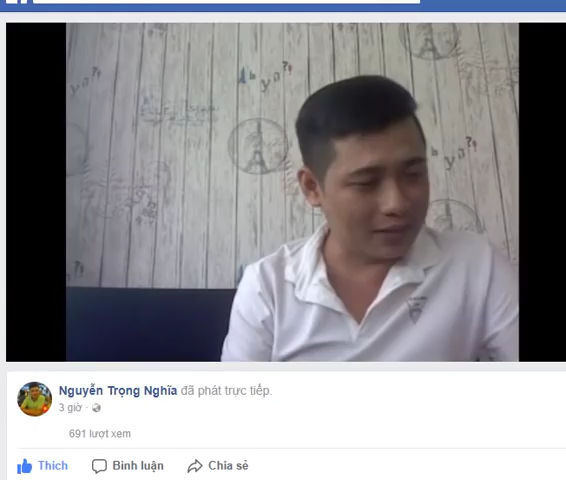 Nguyễn Trọng Nghĩa đã phát trực tiếp.
3 giờ ·
691 lượt xem
Thích Bình luận Chia sẻ